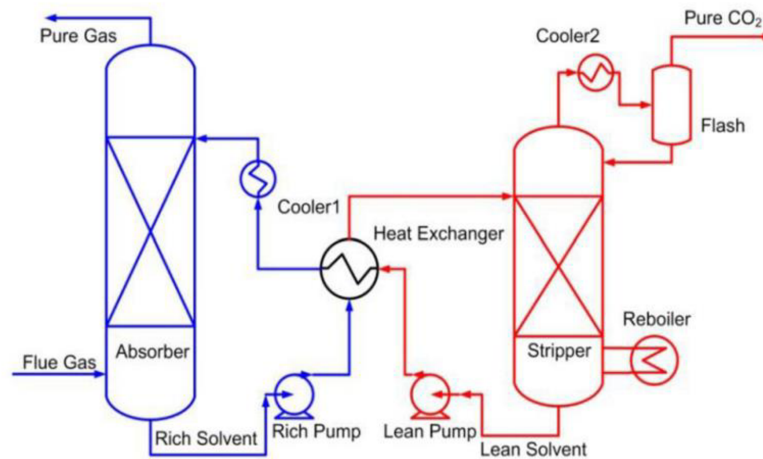 Pure CO2
Pure Gas
Cooler2
Flash
Cooler1
Heat Exchanger
Reboiler
Flue Gas
Absorber
Stripper
Rich Solvent
Rich Pump
Lean Pump
Lean Solvent